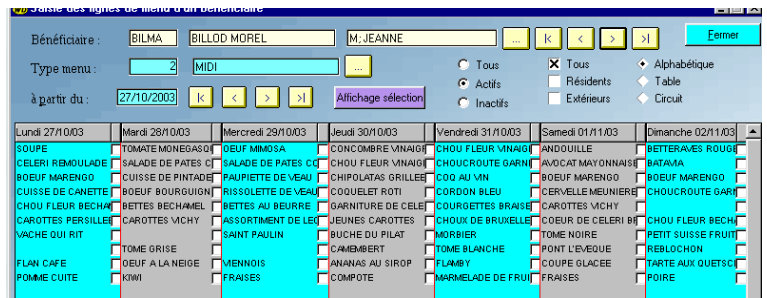 Saisie des lignes de menu d'un bénéficiaire
Bénéficiaire : BILMA BILLOD MOREL M;JEANNE ... Fermer
Type menu : 2 MIDI ... Tous Tous Alphabétique
Actifs Résidents Table
à partir du : 27/10/2003 Affichage sélection Inactifs Extérieurs Circuit
Lundi 27/10/03 Mardi 28/10/03 Mercredi 29/10/03 Jeudi 30/10/03 Vendredi 31/10/03 Samedi 01/11/03 Dimanche 02/11/03
SOUPE TOMATE MONEGASQ OEUF MIMOSA CONCOMBRE VINAIG CHOU FLEUR VINAIG ANDOUILLE BETTERAVES ROUGE
CELERI REMOULADE SALADE DE PATES C SALADE DE PATES CO CHOU FLEUR VINAIG CHOUCROUTE GARNI AVOCAT MAYONNAISE BATAVIA
BOEUF MARENGO CUISSE DE PINTADE PAUPIETTE DE VEAU CHIPOLATAS GRILLEE COQ AU VIN BOEUF MARENGO BOEUF MARENGO
CUISSE DE CANETTE BOEUF BOURGUIGN RISSOLETTE DE VEAU COQUELET ROTI CORDON BLEU CERVELLE MEUNIERE CHOUCROUTE GARN
CHOU FLEUR BECHA BETTES BECHAMEL BETTES AU BEURRE GARNITURE DE CELE COURGETTES BRAISE CAROTTES VICHY
CAROTTES PERSILLE CAROTTES VICHY ASSORTIMENT DE LEG JEUNES CAROTTES CHOUX DE BRUXELLE COEUR DE CELERI BR CHOU FLEUR BECHA
VACHE QUI RIT SAINT PAULIN BUCHE DU PILAT MORBIER TOME NOIRE PETIT SUISSE FRUIT
TOME GRISE CAMEMBERT TOME BLANCHE PONT L'EVEQUE REBLOCHON
FLAN CAFE OEUF A LA NEIGE VIENNOIS ANANAS AU SIROP FLAMBY COUPE GLACEE TARTE AUX QUETSC
POMME CUITE KIWI FRAISES COMPOTE MARMELADE DE FRUI FRAISES POIRE